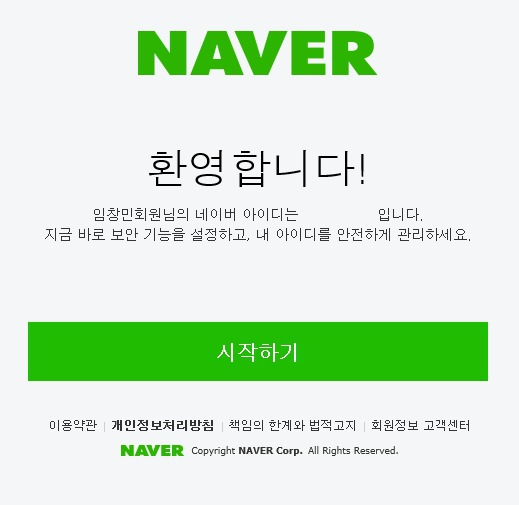 NAVER
환영합니다!
임창민회원님의 네이버 아이디는 입니다.
지금 바로 보안 기능을 설정하고, 내 아이디를 안전하게 관리하세요.
시작하기
이용약관 | 개인정보처리방침 | 책임의 한계와 법적고지 | 회원정보 고객센터
NAVER Copyright NAVER Corp. All Rights Reserved.